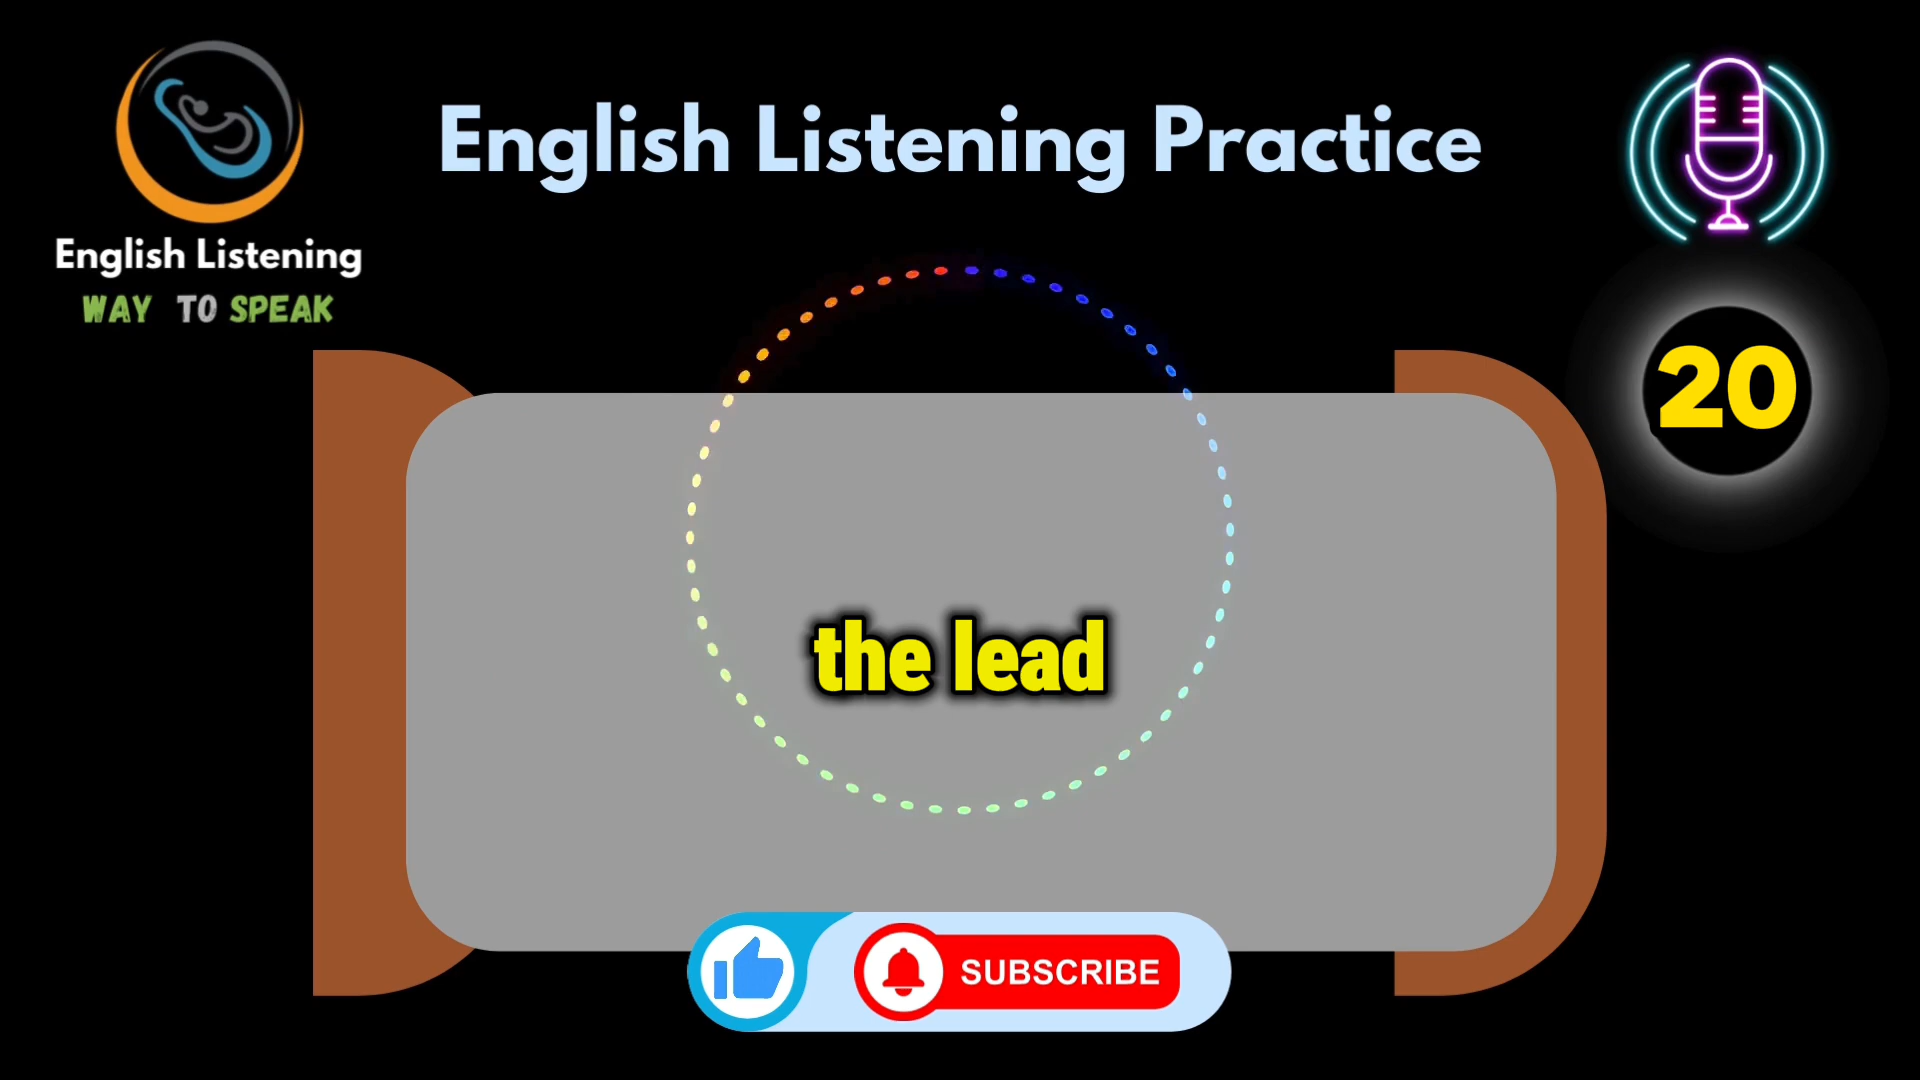 English Listening Practice
English Listening
WAY TO SPEAK
20
the lead
SUBSCRIBE